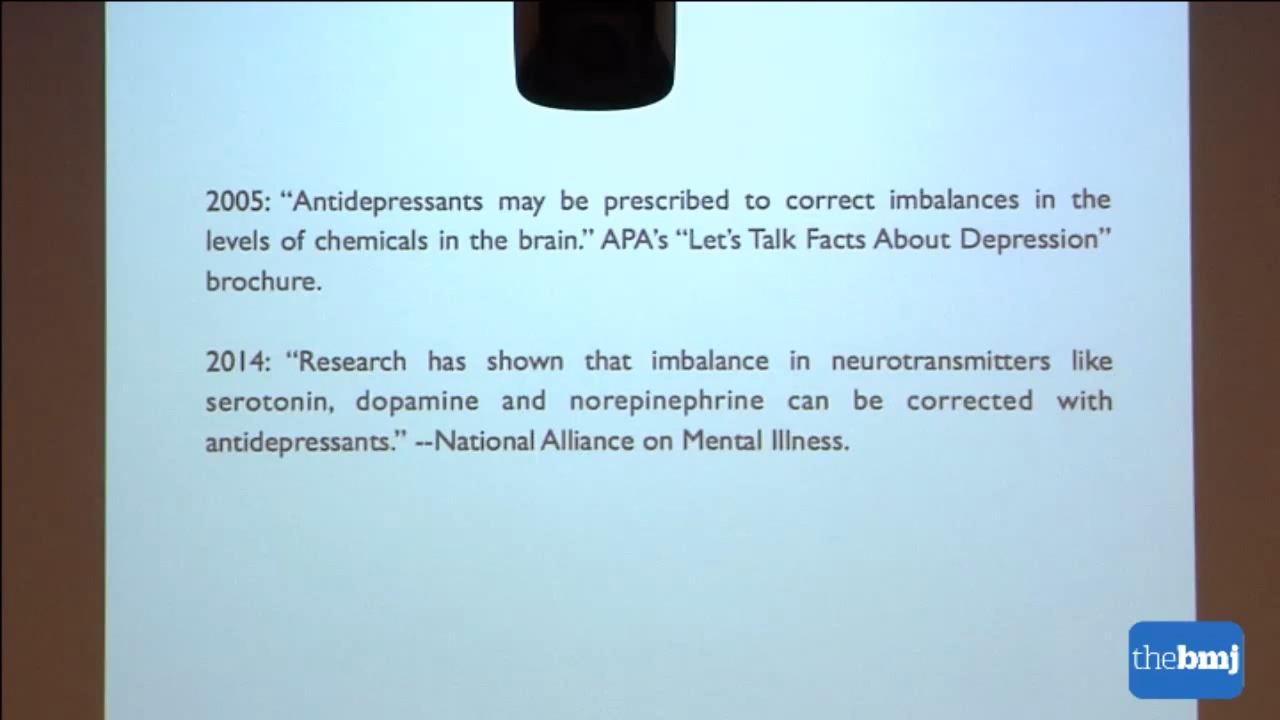 2005: “Antidepressants may be prescribed to correct imbalances in the
levels of chemicals in the brain.” APA’s “Let’s Talk Facts About Depression”
brochure.
2014: “Research has shown that imbalance in neurotransmitters like
serotonin, dopamine and norepinephrine can be corrected with
antidepressants.” --National Alliance on Mental Illness.
thebmj